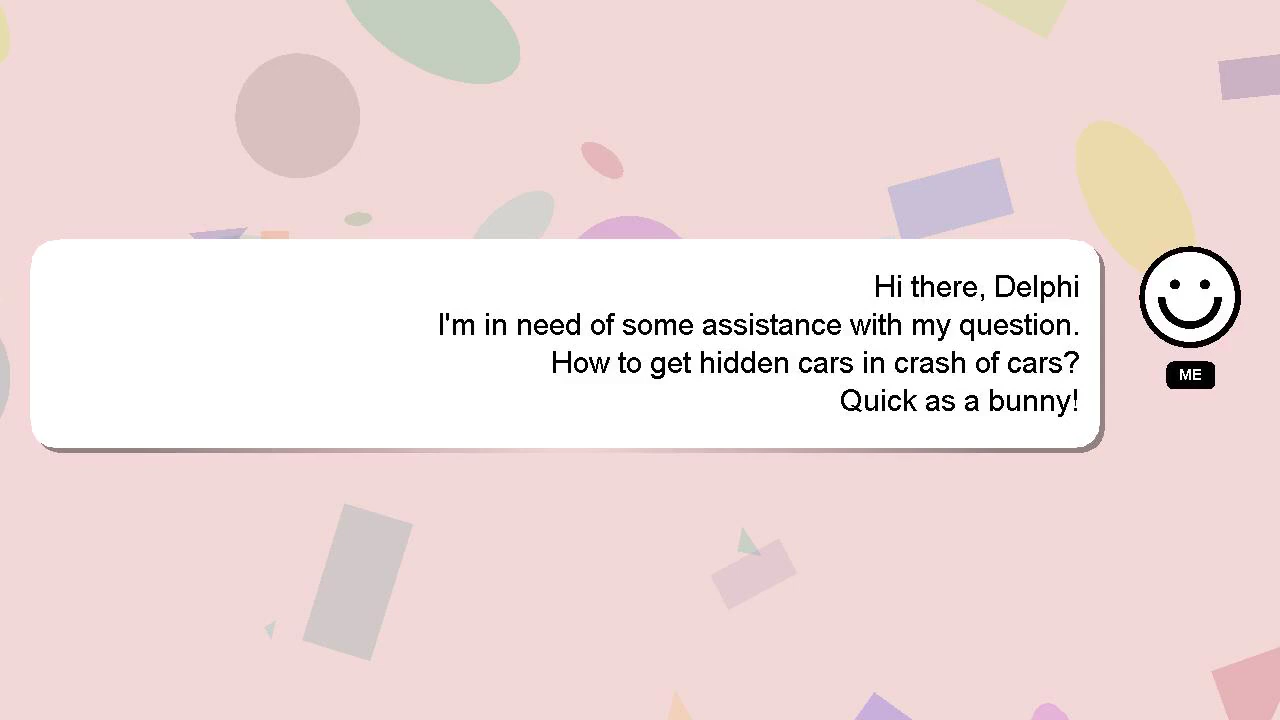 Hi there, Delphi
I'm in need of some assistance with my question.
How to get hidden cars in crash of cars?
Quick as a bunny!
ME